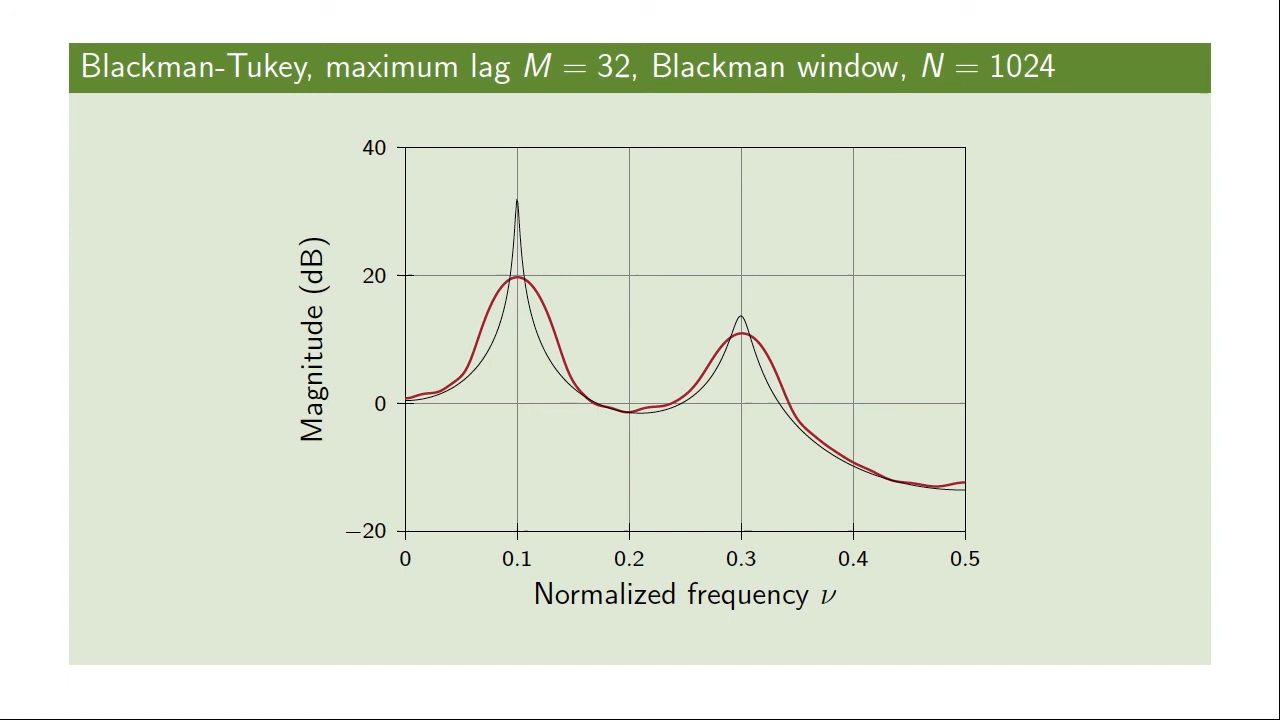 Blackman-Tukey, maximum lag M = 32, Blackman window, N = 1024
40
20
0
−20
Magnitude (dB)
0 0.1 0.2 0.3 0.4 0.5
Normalized frequency ν